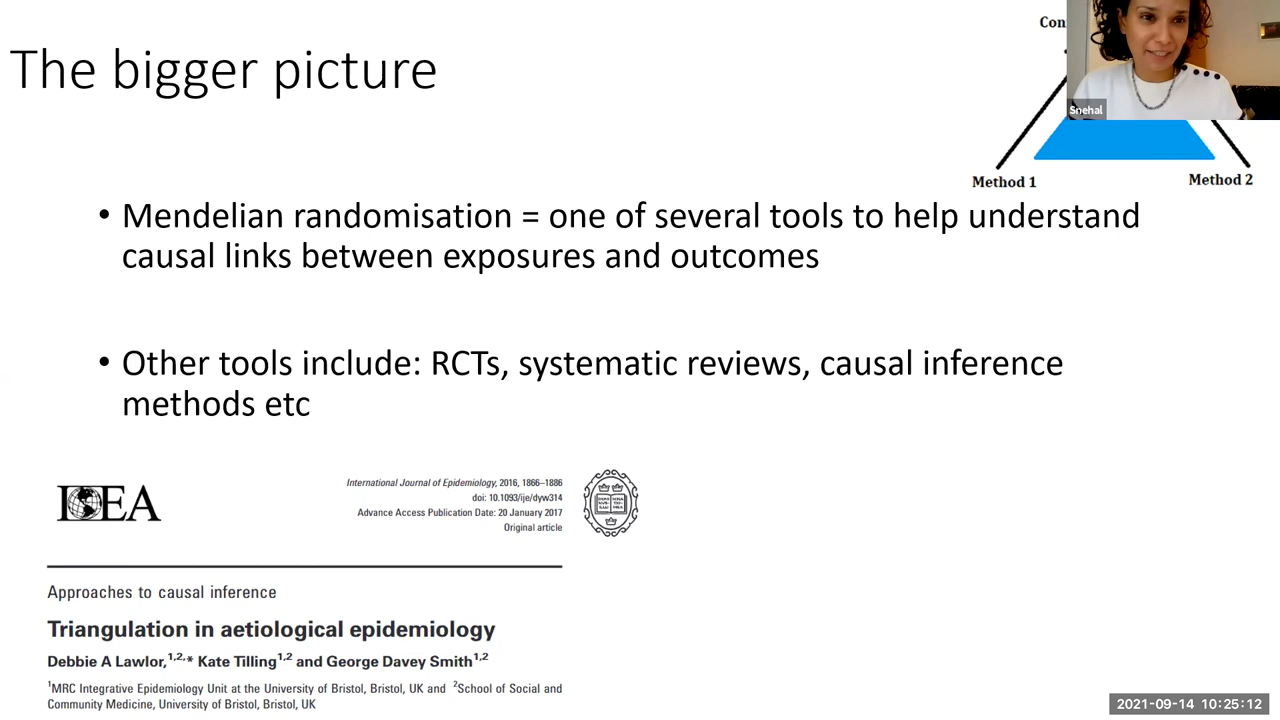 The bigger picture
Snehal
Method 1
Method 2
• Mendelian randomisation = one of several tools to help understand
causal links between exposures and outcomes
• Other tools include: RCTs, systematic reviews, causal inference
methods etc
IEA
International Journal of Epidemiology, 2016, 1866–1886
doi: 10.1093/ije/dyw314
Advance Access Publication Date: 20 January 2017
Original article
Approaches to causal inference
Triangulation in aetiological epidemiology
Debbie A Lawlor,1,2,* Kate Tilling1,2 and George Davey Smith1,2
1MRC Integrative Epidemiology Unit at the University of Bristol, Bristol, UK and 2School of Social and
Community Medicine, University of Bristol, Bristol, UK
2021-09-14 10:25:12